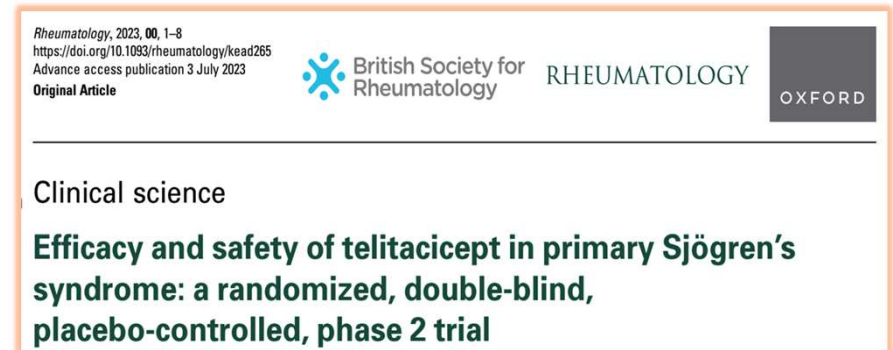 Rheumatology, 2023, 00, 1–8
https://doi.org/10.1093/rheumatology/kead265
Advance access publication 3 July 2023
Original Article
British Society for
Rheumatology
RHEUMATOLOGY
OXFORD
Clinical science
Efficacy and safety of telitacicept in primary Sjögren’s
syndrome: a randomized, double-blind,
placebo-controlled, phase 2 trial